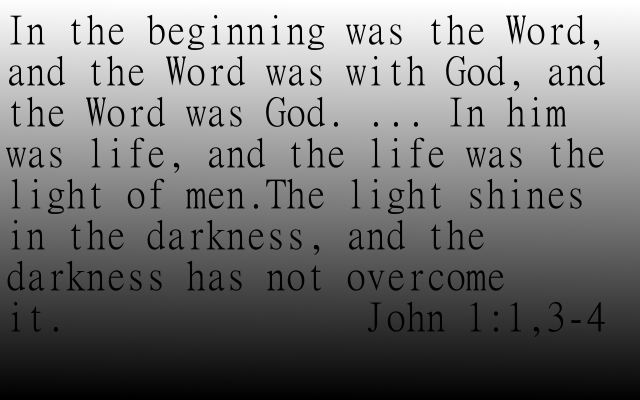 In the beginning was the Word,
and the Word was with God, and
the Word was God. ... In him
was life, and the life was the
light of men.The light shines
in the darkness, and the
darkness has not overcome
it. John 1:1,3-4